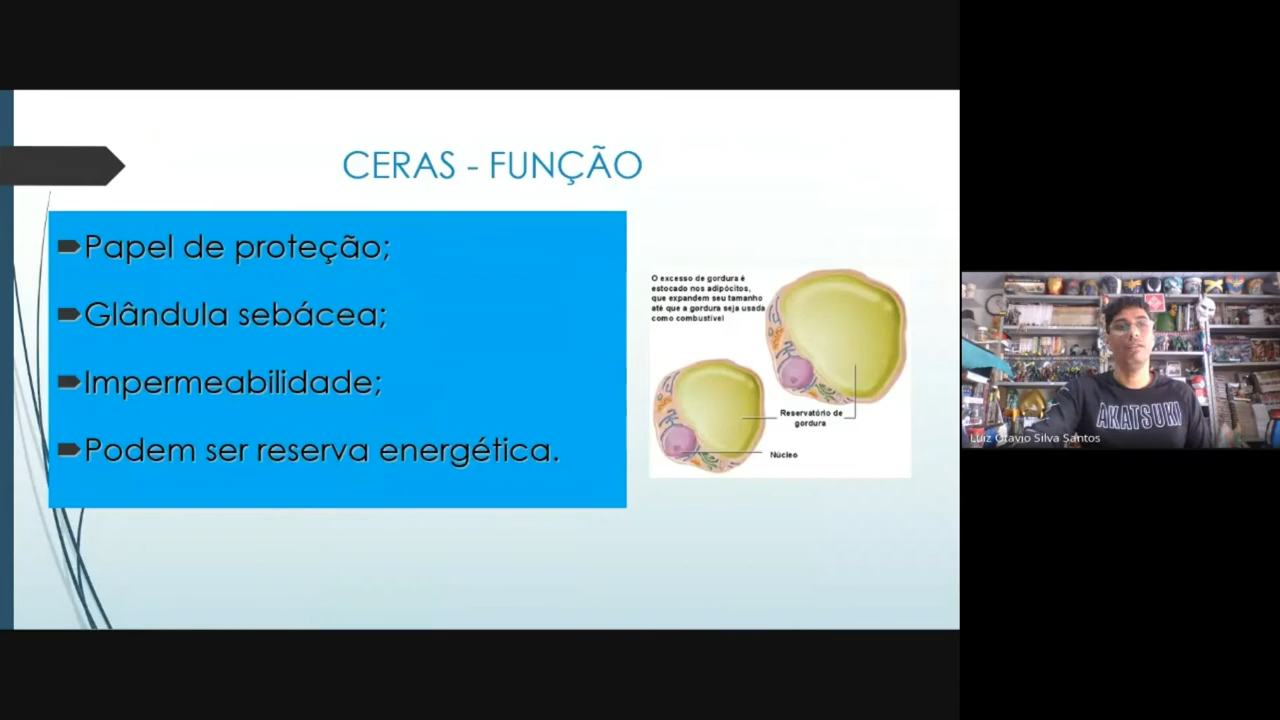 CERAS - FUNÇÃO
Papel de proteção;
Glândula sebácea;
Impermeabilidade;
Podem ser reserva energética.
O excesso de gordura é
estocado nos adipócitos,
que expandem seu tamanho
até que a gordura seja usada
como combustível
Reservatório de
gordura
Núcleo
AKATSUKI
Luiz Otavio Silva Santos